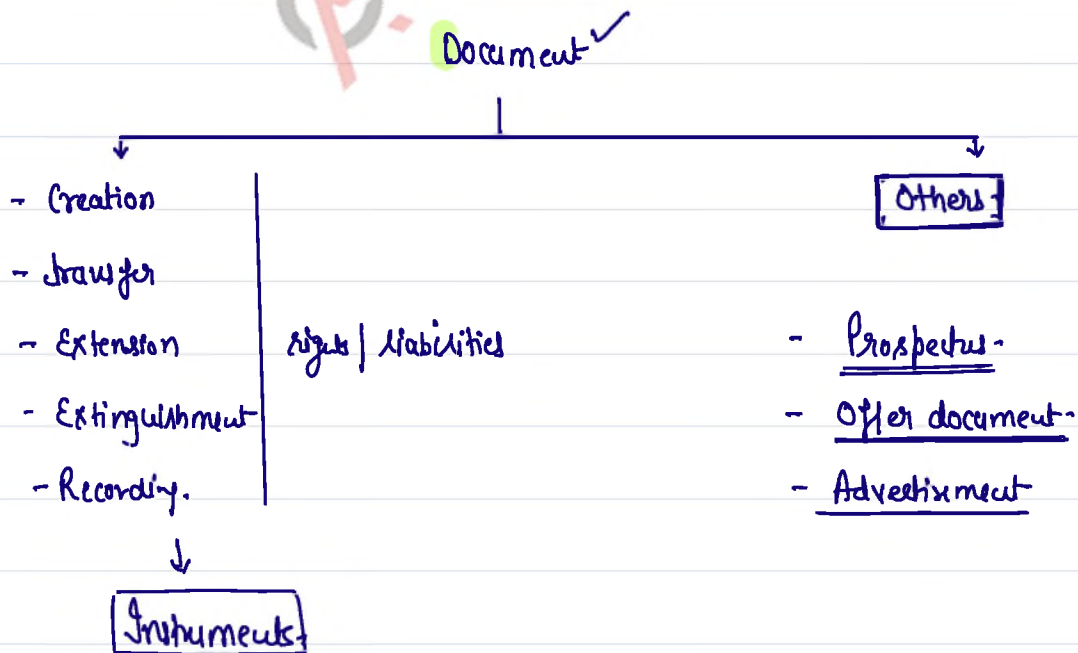 Document ✓
- Creation
- transfer
- Extension
- Extinguishment
- Recording.
rights | liabilities
Instruments
Others
- Prospectus -
- Offer document -
- Advertisement